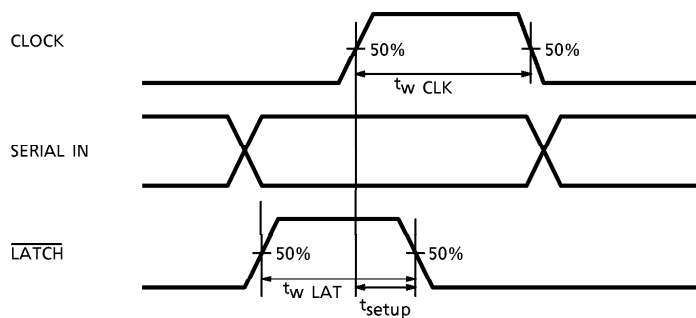 CLOCK
50%
50%
tw CLK
SERIAL IN
LATCH
50%
50%
tw LAT
tsetup